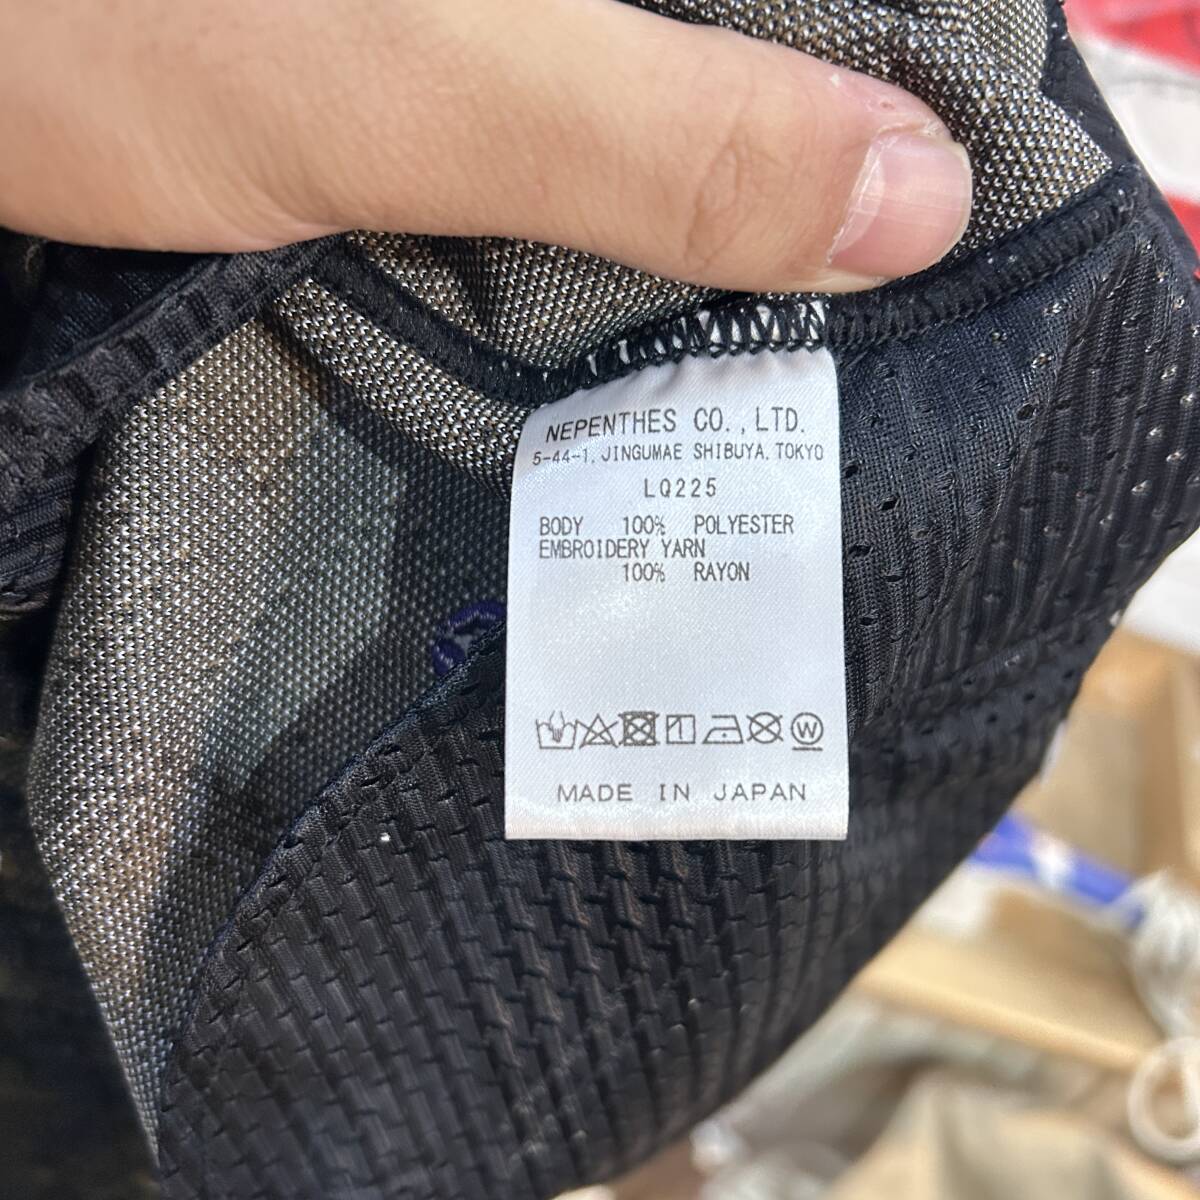 NEPENTHES CO.,LTD.
5-44-1, JINGUMAE SHIBUYA, TOKYO
LQ225
BODY 100% POLYESTER
EMBROIDERY YARN
100% RAYON
W
MADE IN JAPAN